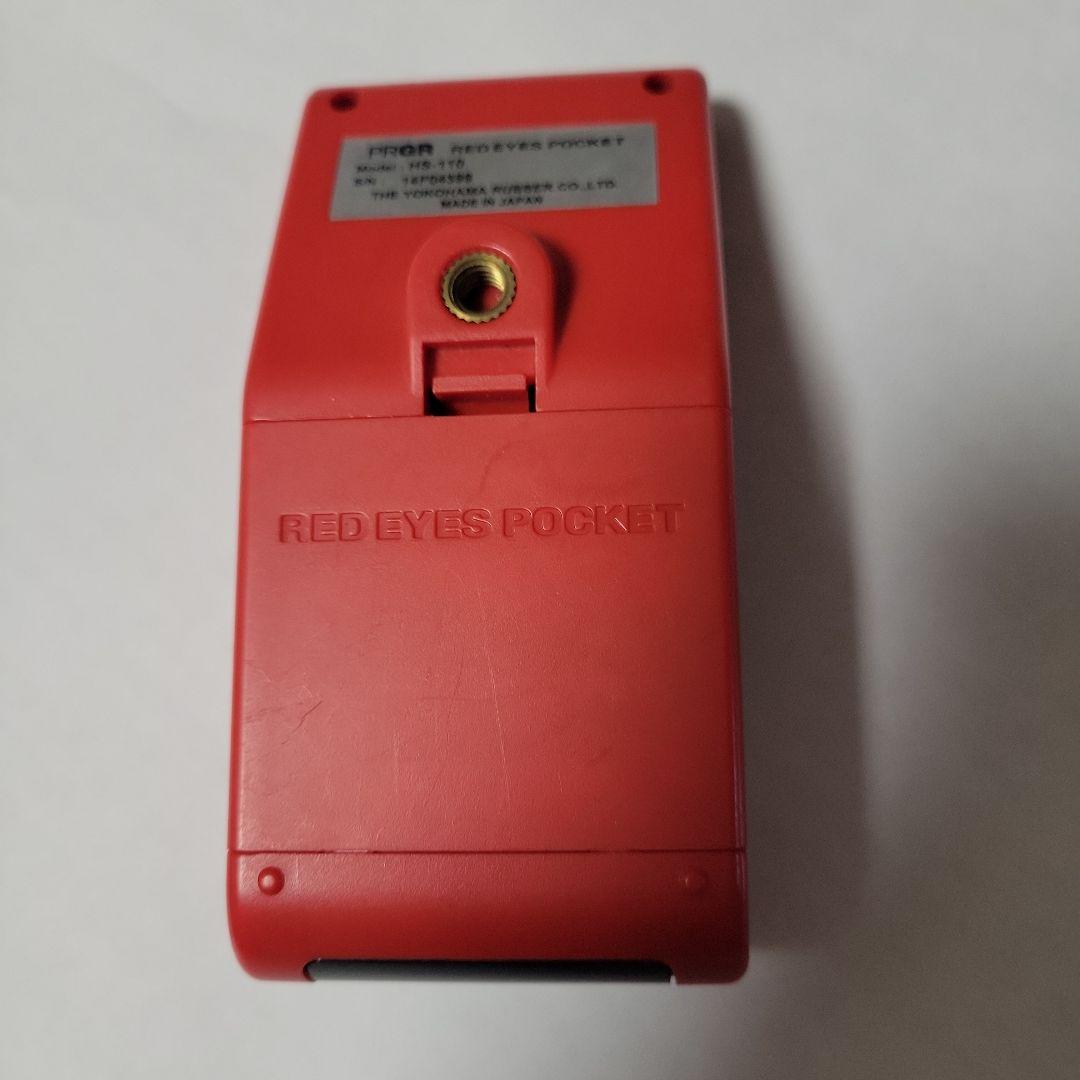 PRGR RED EYES POCKET
Model : HS-110
S/N :
THE YOKOHAMA RUBBER CO.,LTD.
MADE IN JAPAN
RED EYES POCKET